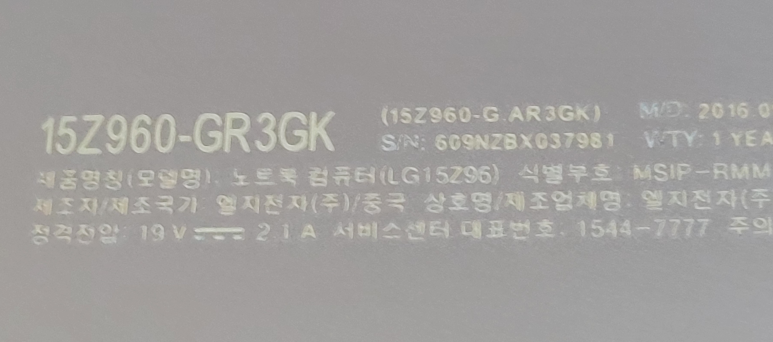 15Z960-GR3GK (15Z960-G.AR3GK) M/D: 2016.0
S/N: 609NZBX037981 WTY: 1 YEA
제품명칭(모델명): 노트북 컴퓨터(LG15Z96) 식별부호: MSIP-RMM
제조자/제조국가: 엘지전자(주)/중국 상호명/제조업체명: 엘지전자(주
정격전압: 19 V 2.1 A 서비스센터 대표번호: 1544-7777 주의